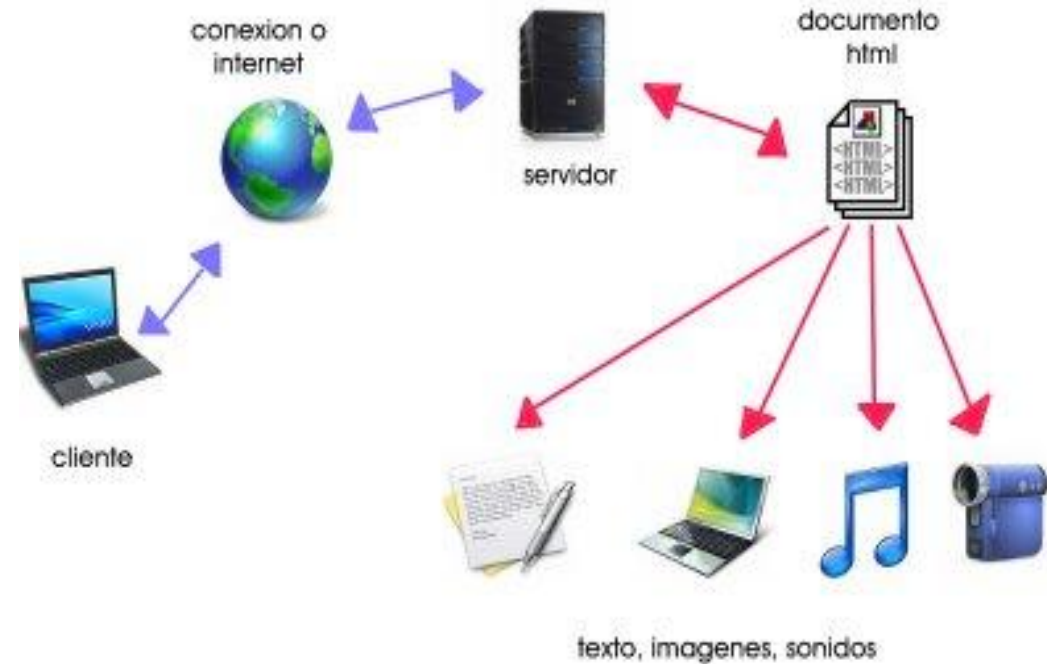 conexion o
internet
servidor
documento
html
<HTML>
<HTML>
<HTML>
cliente
texto, imagenes, sonidos